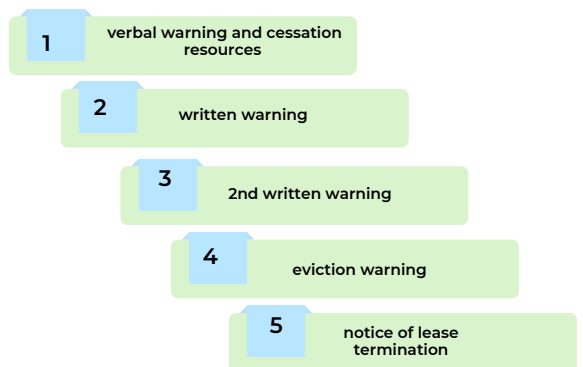 1
verbal warning and cessation
resources
2
written warning
3
2nd written warning
4
eviction warning
5
notice of lease
termination